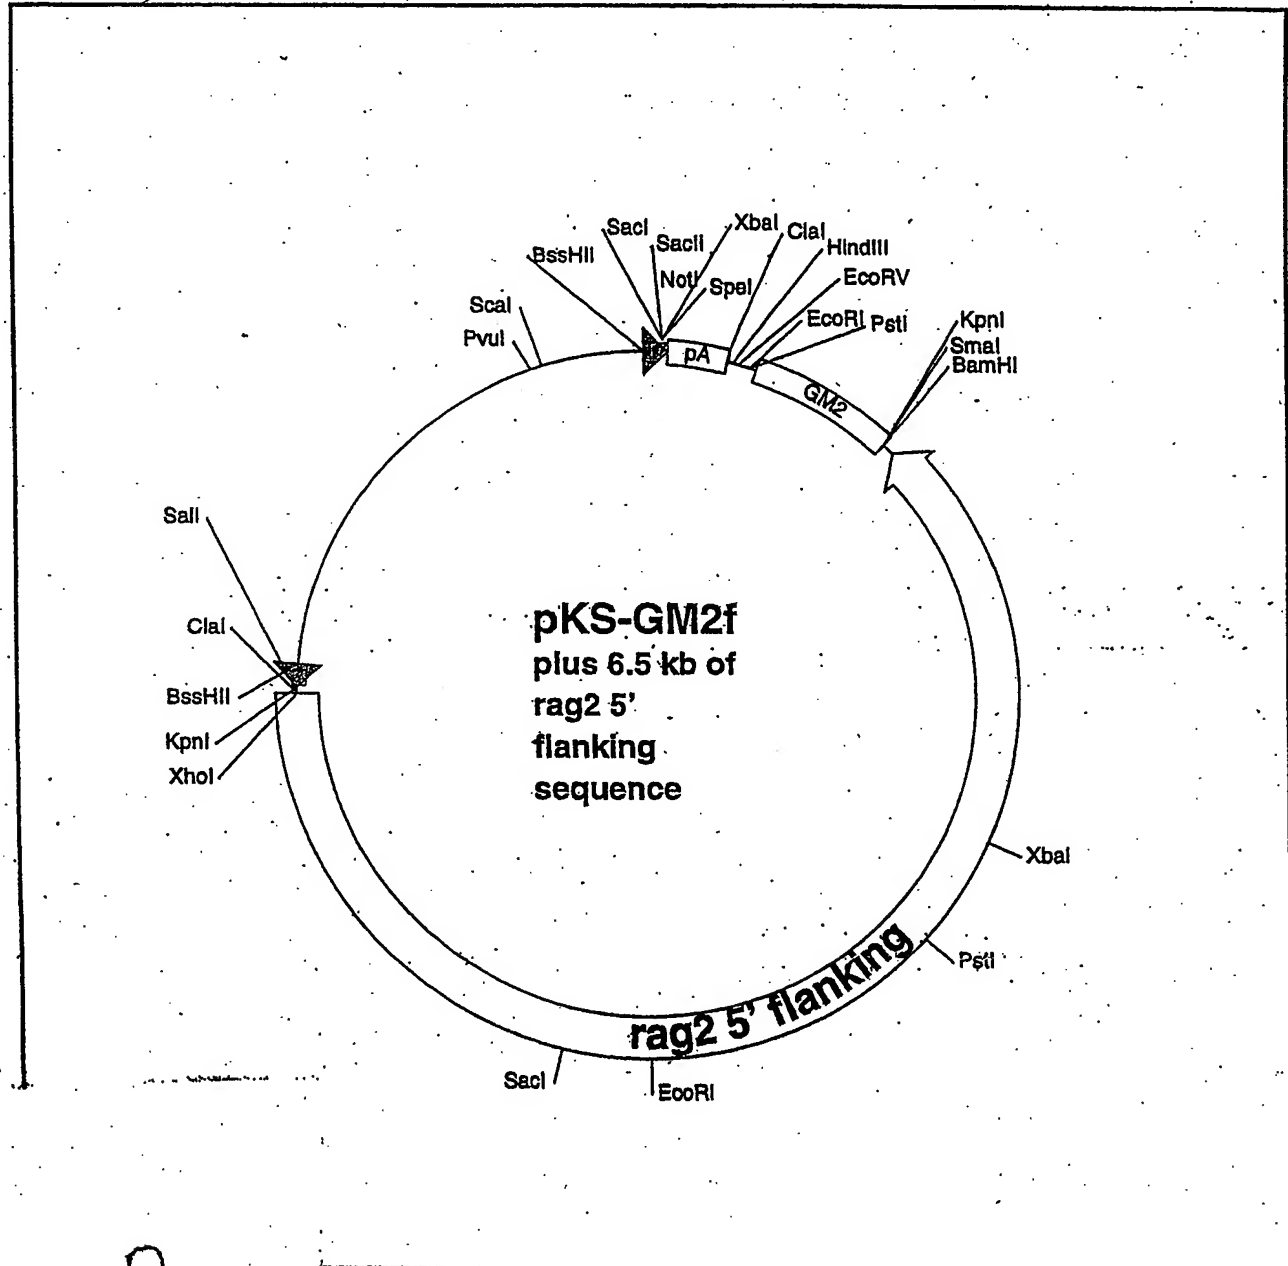 SacI
XbaI
ClaI
SacII
HindIII
BssHII
NotI
SpeI
EcoRV
ScaI
EcoRI
PstI
KpnI
PvuI
SmaI
pA
BamHI
GM2
SalI
ClaI
BssHII
KpnI
XhoI
pKS-GM2f
plus 6.5 kb of
rag2 5'
flanking
sequence
XbaI
PstI
rag2 5' flanking
SacI
EcoRI